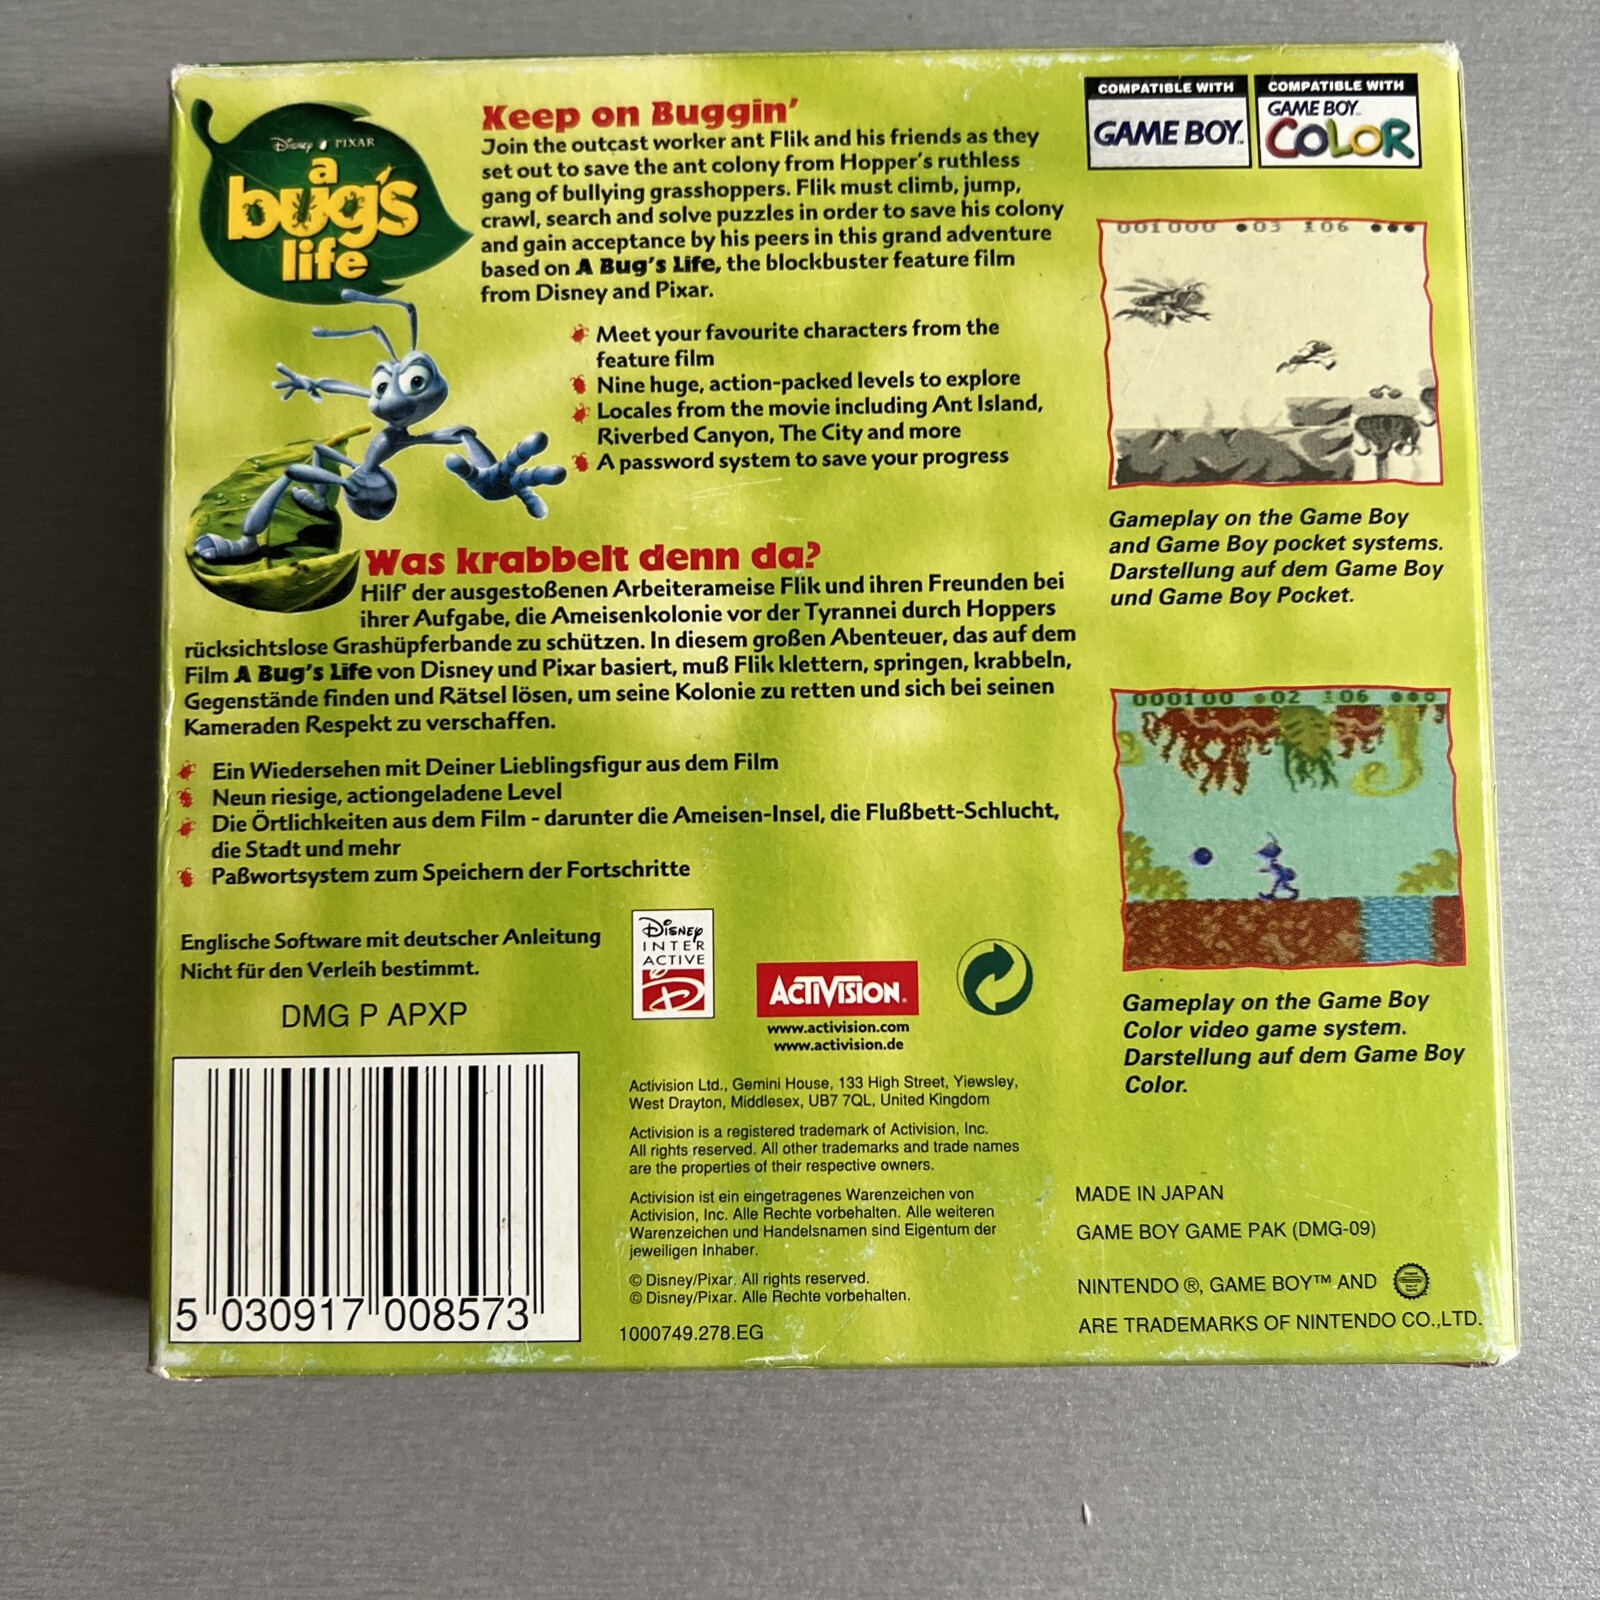 Disney PIXAR
a
bug's
life
Keep on Buggin'
Join the outcast worker ant Flik and his friends as they
set out to save the ant colony from Hopper's ruthless
gang of bullying grasshoppers. Flik must climb, jump,
crawl, search and solve puzzles in order to save his colony
and gain acceptance by his peers in this grand adventure
based on A Bug's Life, the blockbuster feature film
from Disney and Pixar.
Meet your favourite characters from the
feature film
Nine huge, action-packed levels to explore
Locales from the movie including Ant Island,
Riverbed Canyon, The City and more
A password system to save your progress
Was krabbelt denn da?
Hilf' der ausgestoßenen Arbeiterameise Flik und ihren Freunden bei
ihrer Aufgabe, die Ameisenkolonie vor der Tyrannei durch Hoppers
rücksichtslose Grashüpferbande zu schützen. In diesem großen Abenteuer, das auf dem
Film A Bug's Life von Disney und Pixar basiert, muß Flik klettern, springen, krabbeln,
Gegenstände finden und Rätsel lösen, um seine Kolonie zu retten und sich bei seinen
Kameraden Respekt zu verschaffen.
Ein Wiedersehen mit Deiner Lieblingsfigur aus dem Film
Neun riesige, actiongeladene Level
Die Örtlichkeiten aus dem Film - darunter die Ameisen-Insel, die Flußbett-Schlucht,
die Stadt und mehr
Paßwortsystem zum Speichern der Fortschritte
Englische Software mit deutscher Anleitung
Nicht für den Verleih bestimmt.
DMG P APXP
5 030917 008573
DISNEY
INTER
ACTIVE
D
ACTIVISION.
www.activision.com
www.activision.de
Activision Ltd., Gemini House, 133 High Street, Yiewsley,
West Drayton, Middlesex, UB7 7QL, United Kingdom
Activision is a registered trademark of Activision, Inc.
All rights reserved. All other trademarks and trade names
are the properties of their respective owners.
Activision ist ein eingetragenes Warenzeichen von
Activision, Inc. Alle Rechte vorbehalten. Alle weiteren
Warenzeichen und Handelsnamen sind Eigentum der
jeweiligen Inhaber.
© Disney/Pixar. All rights reserved.
© Disney/Pixar. Alle Rechte vorbehalten.
1000749.278.EG
COMPATIBLE WITH
GAME BOY™
COMPATIBLE WITH
GAME BOY™
COLOR
001000 03 06
Gameplay on the Game Boy
and Game Boy pocket systems.
Darstellung auf dem Game Boy
und Game Boy Pocket.
000100 02 06
Gameplay on the Game Boy
Color video game system.
Darstellung auf dem Game Boy
Color.
MADE IN JAPAN
GAME BOY GAME PAK (DMG-09)
NINTENDO ®, GAME BOY™ AND
ARE TRADEMARKS OF NINTENDO CO.,LTD.